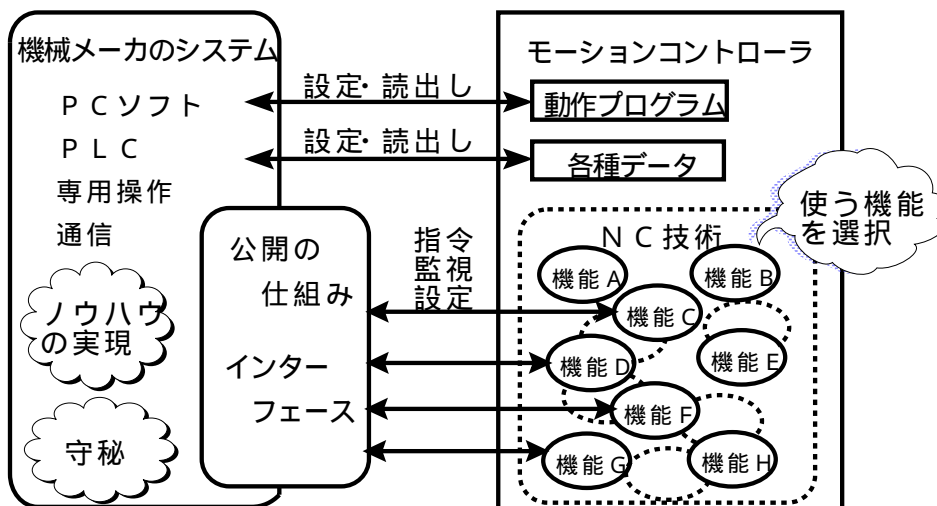 機械メーカのシステム
PCソフト
PLC
専用操作
通信
ノウハウ
の実現
守秘
公開の
仕組み
インター
フェース
設定・読出し
設定・読出し
指令
監視
設定
モーションコントローラ
動作プログラム
各種データ
NC技術
使う機能
を選択
機能A
機能B
機能C
機能D
機能E
機能F
機能G
機能H